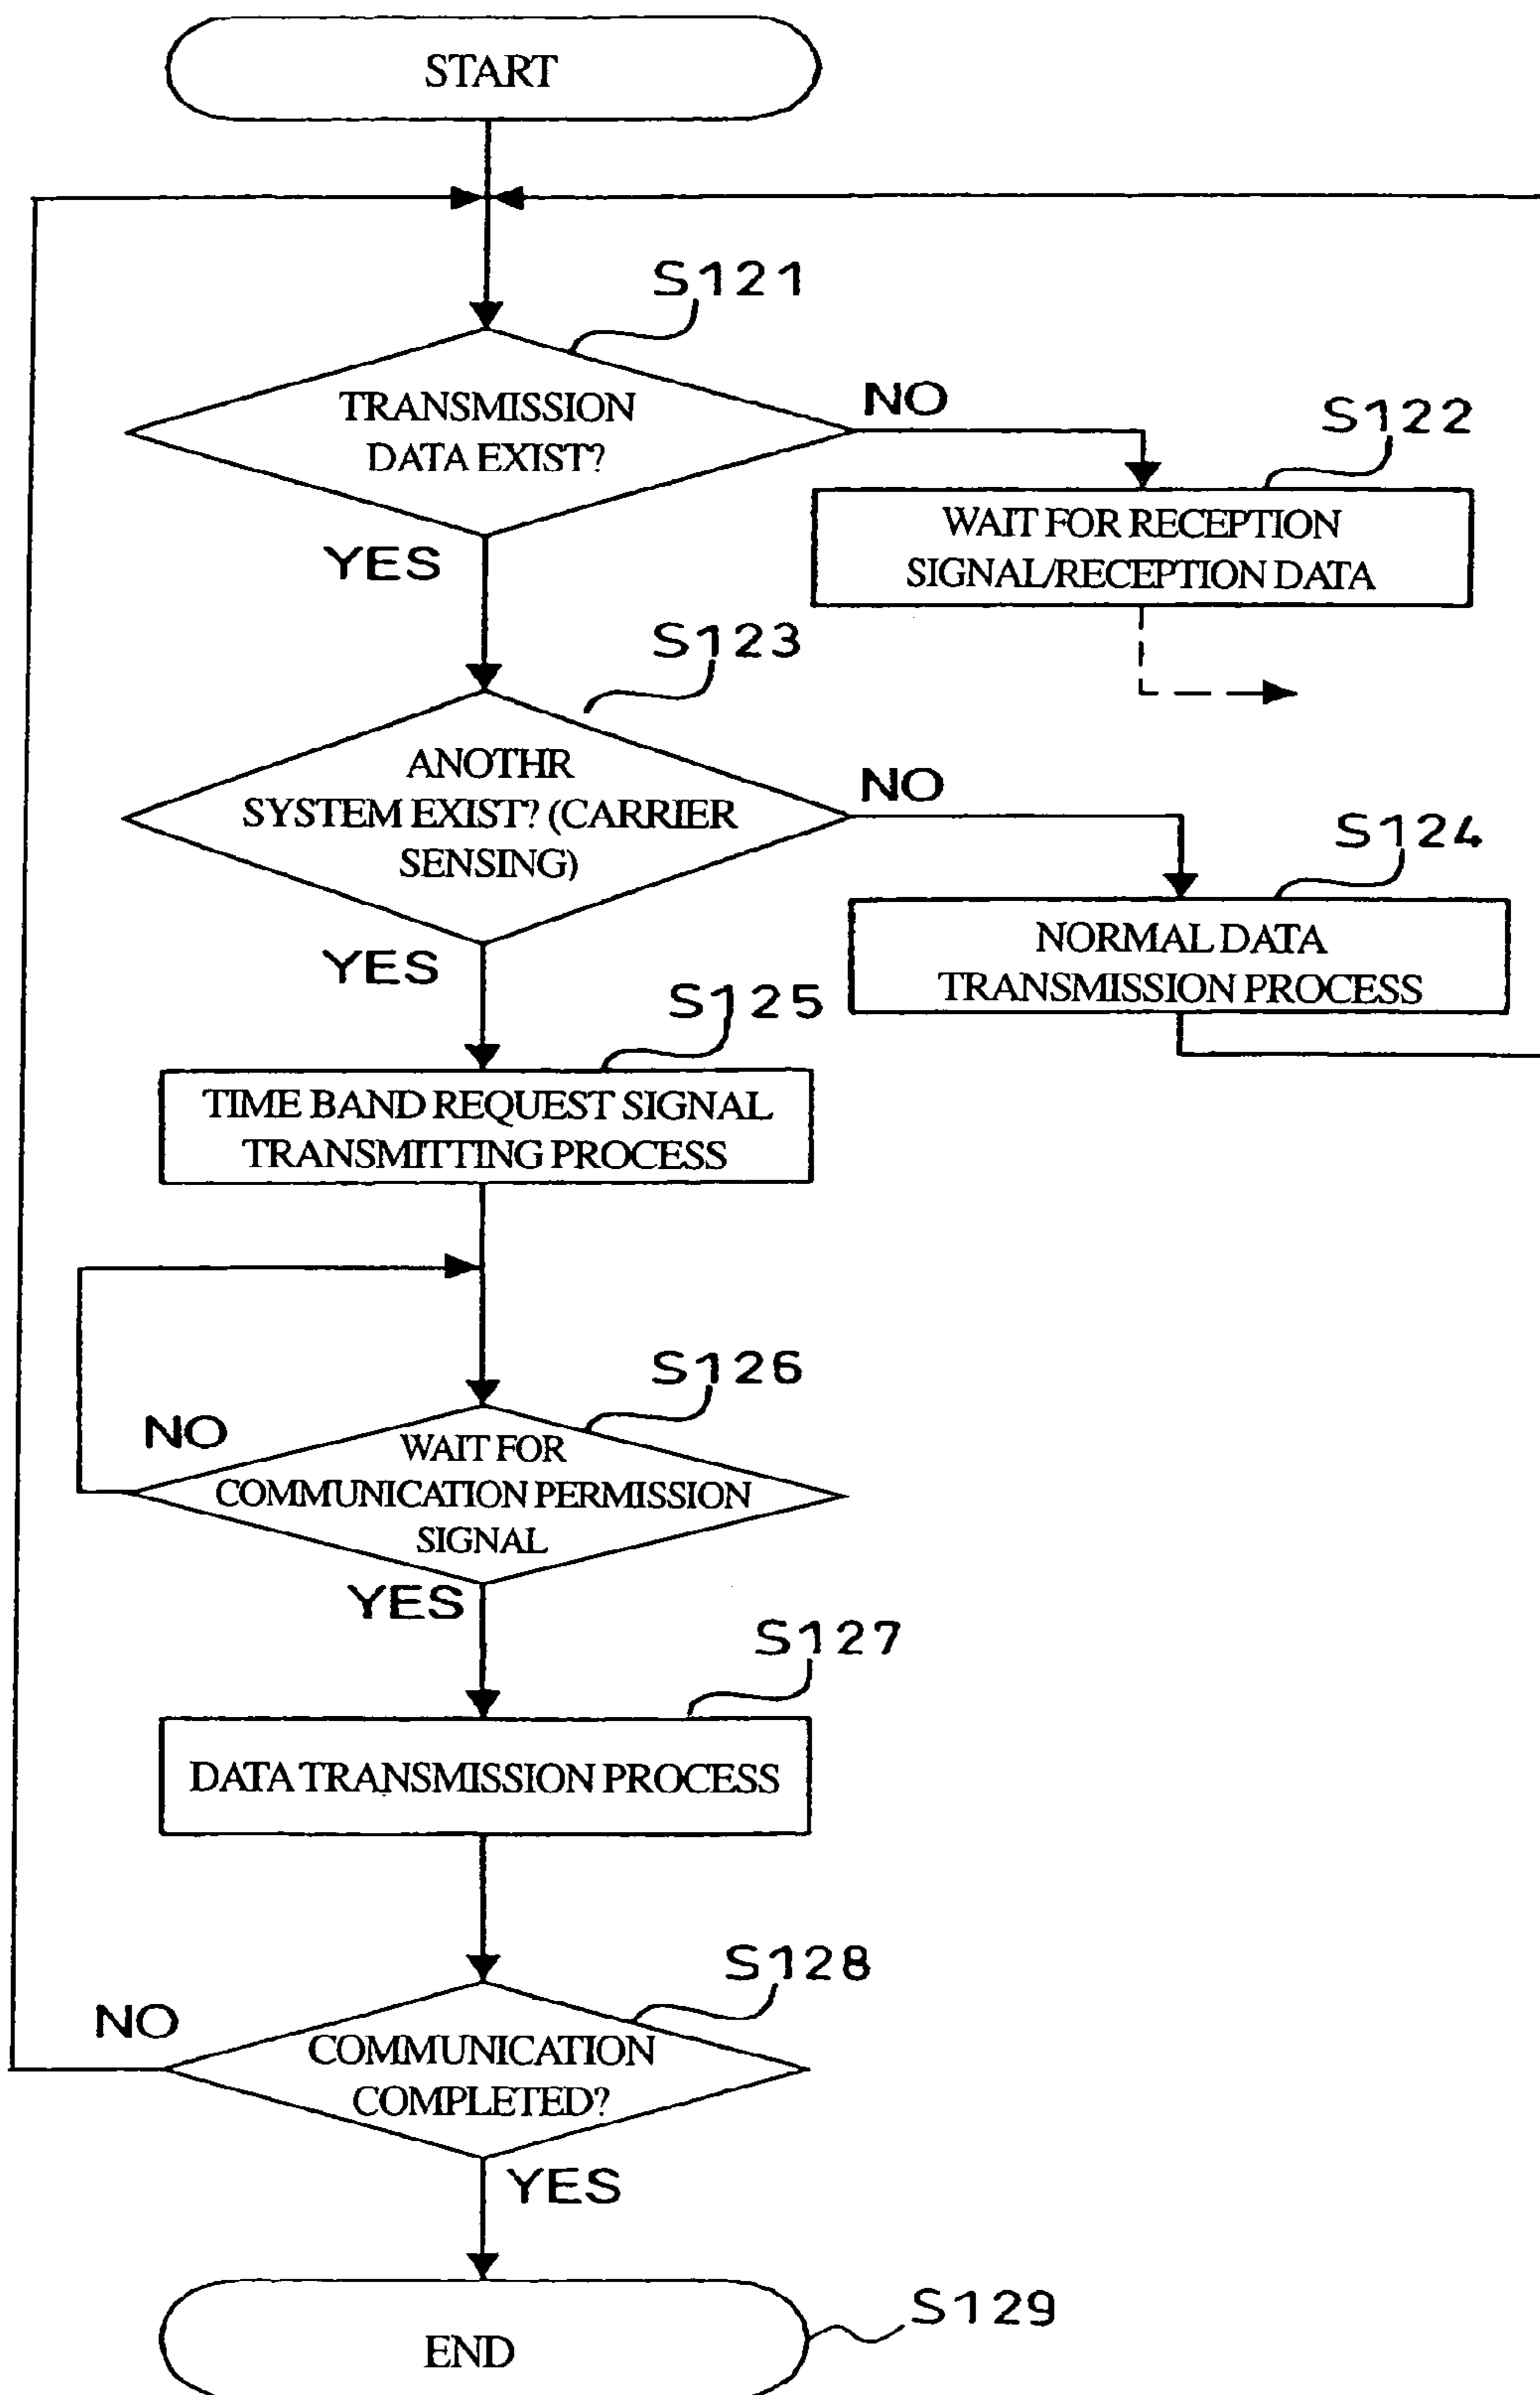 START
S121
TRANSMISSION
DATA EXIST?
NO
S122
WAIT FOR RECEPTION
SIGNAL/RECEPTION DATA
YES
S123
ANOTHR
SYSTEM EXIST? (CARRIER
SENSING)
NO
S124
NORMAL DATA
TRANSMISSION PROCESS
YES
S125
TIME BAND REQUEST SIGNAL
TRANSMITTING PROCESS
S126
NO
WAIT FOR
COMMUNICATION PERMISSION
SIGNAL
YES
S127
DATA TRANSMISSION PROCESS
S128
NO
COMMUNICATION
COMPLETED?
YES
S129
END